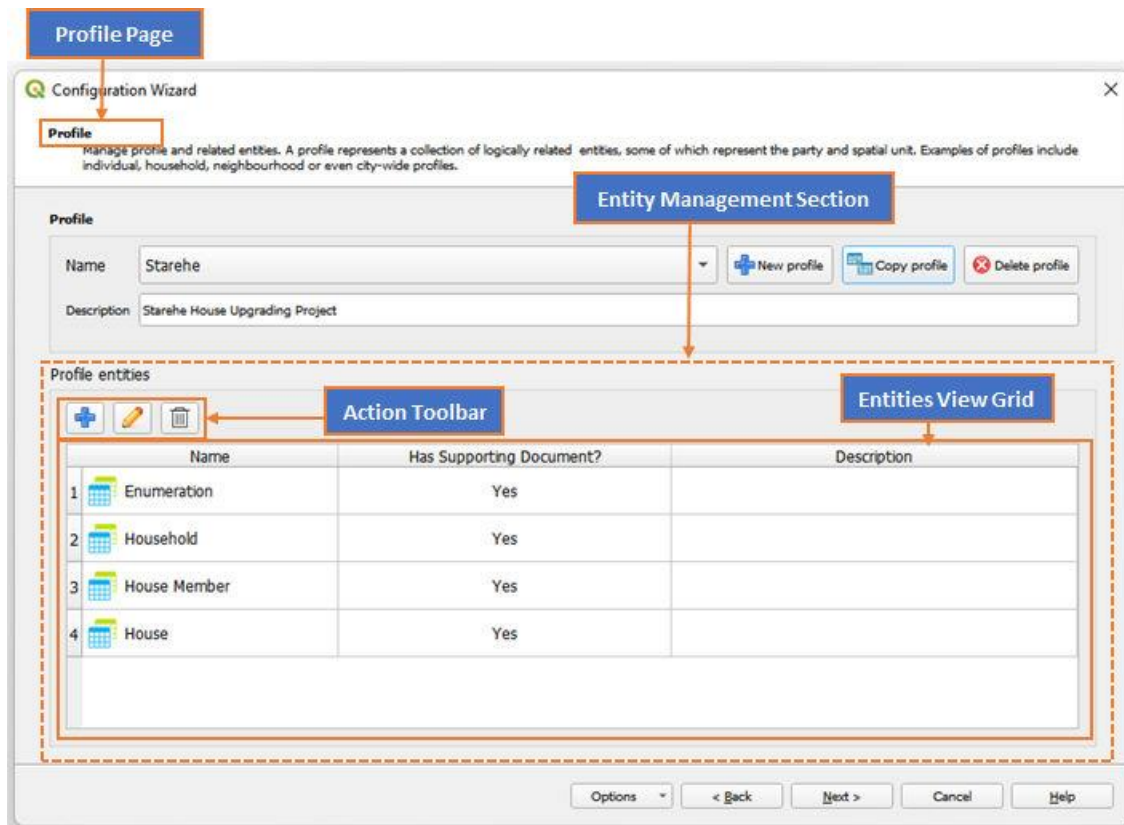 Profile Page
Configuration Wizard
Profile
Manage profile and related entities. A profile represents a collection of logically related entities, some of which represent the party and spatial unit. Examples of profiles include
individual, household, neighbourhood or even city-wide profiles.
Entity Management Section
Profile
Name Starehe New profile Copy profile Delete profile
Description Starehe House Upgrading Project
Profile entities
Action Toolbar
Entities View Grid
Name Has Supporting Document? Description
1 Enumeration Yes
2 Household Yes
3 House Member Yes
4 House Yes
Options < Back Next > Cancel Help